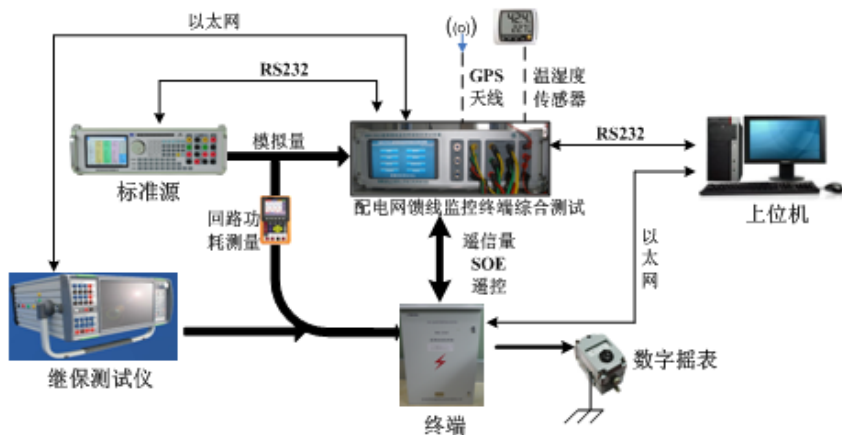 以太网
RS232
GPS
天线
温湿度
传感器
RS232
模拟量
标准源
配电网馈线监控终端综合测试
上位机
回路功
耗测量
遥信量
SOE
遥控
以
太
网
继保测试仪
数字摇表
终端